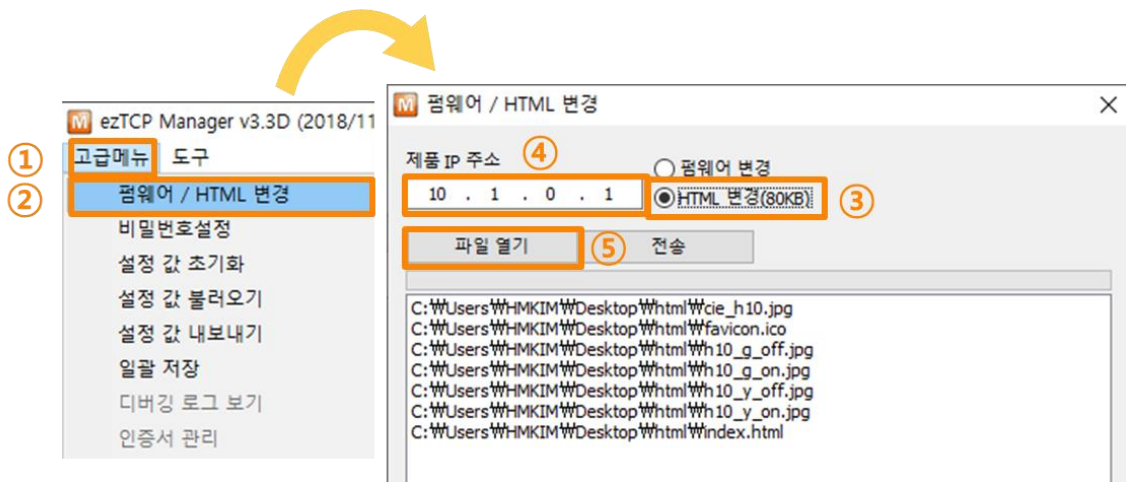 M ezTCP Manager v3.3D (2018/11
① 고급메뉴 도구
② 펌웨어 / HTML 변경
비밀번호설정
설정 값 초기화
설정 값 불러오기
설정 값 내보내기
일괄 저장
디버깅 로그 보기
인증서 관리
M 펌웨어 / HTML 변경
제품 IP 주소 ④
펌웨어 변경
10 . 1 . 0 . 1
HTML 변경(80KB) ③
파일 열기 ⑤ 전송
C:₩Users₩HMKIM₩Desktop₩html₩cie_h10.jpg
C:₩Users₩HMKIM₩Desktop₩html₩favicon.ico
C:₩Users₩HMKIM₩Desktop₩html₩h10_g_off.jpg
C:₩Users₩HMKIM₩Desktop₩html₩h10_g_on.jpg
C:₩Users₩HMKIM₩Desktop₩html₩h10_y_off.jpg
C:₩Users₩HMKIM₩Desktop₩html₩h10_y_on.jpg
C:₩Users₩HMKIM₩Desktop₩html₩index.html